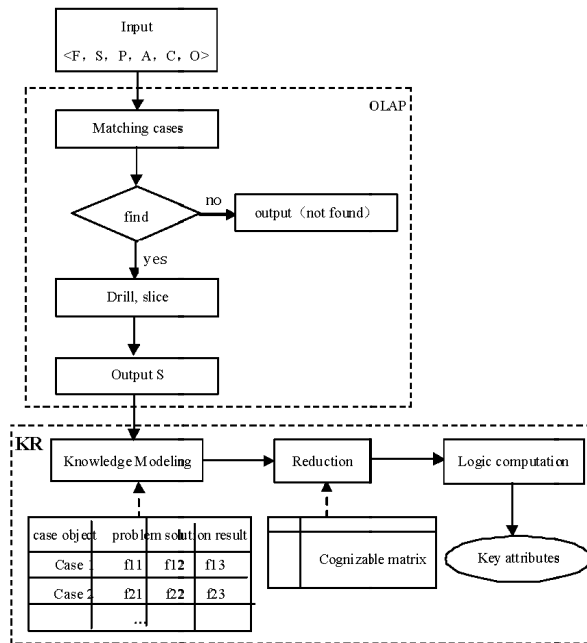 Input
<F, S, P, A, C, O>
OLAP
Matching cases
find
no
output（not found）
yes
Drill, slice
Output S
KR
Knowledge Modeling
Reduction
Logic computation
case object problem solution result
Case 1 f11 f12 f13
Case 2 f21 f22 f23
...
Cognizable matrix
Key attributes